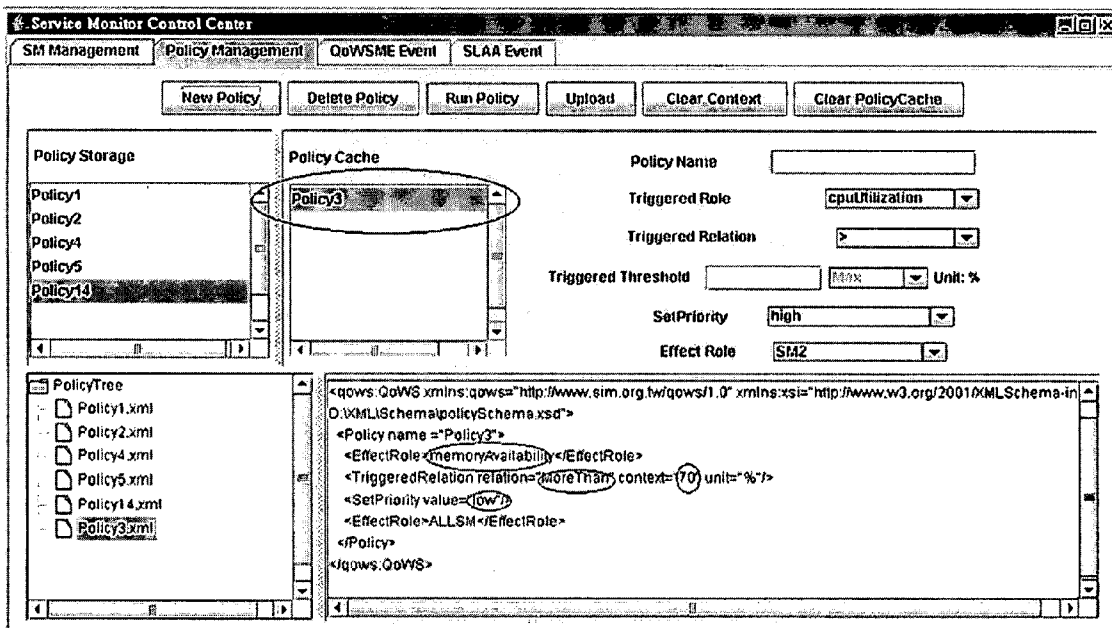 Service Monitor Control Center
SM Management Policy Management QoWSME Event SLAA Event
New Policy Delete Policy Run Policy Upload Clear Context Clear PolicyCache
Policy Storage
Policy1
Policy2
Policy4
Policy5
Policy14
Policy Cache
Policy3
Policy Name
Triggered Role cpuUtilization
Triggered Relation >
Triggered Threshold Max Unit: %
SetPriority high
Effect Role SM2
PolicyTree
Policy1.xml
Policy2.xml
Policy4.xml
Policy5.xml
Policy14.xml
Policy3.xml
<qows:QoWS xmlns:qows="http://www.sim.org.tw/qows/1.0" xmlns:xsi="http://www.w3.org/2001/XMLSchema-in
D:\XML\Schema\policySchema.xsd">
<Policy name ="Policy3">
<EffectRole>memoryAvailability</EffectRole>
<TriggeredRelation relation="MoreThan" context="70" unit="%"/>
<SetPriority value="low"/>
<EffectRole>ALLSM</EffectRole>
</Policy>
</qows:QoWS>